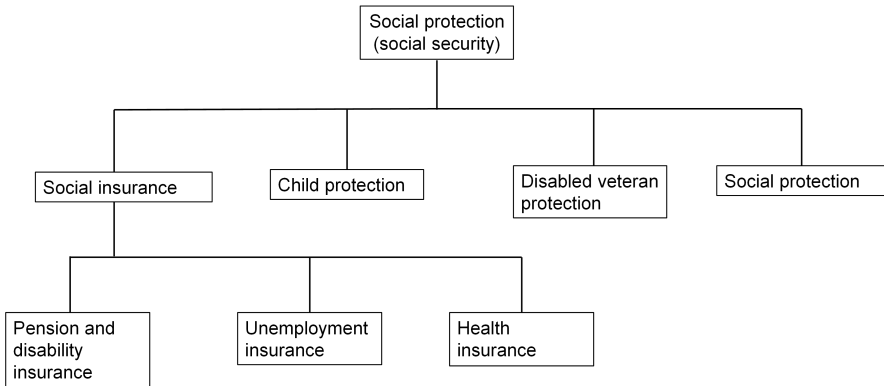 Social protection
(social security)
Social insurance
Child protection
Disabled veteran
protection
Social protection
Pension and
disability
insurance
Unemployment
insurance
Health
insurance